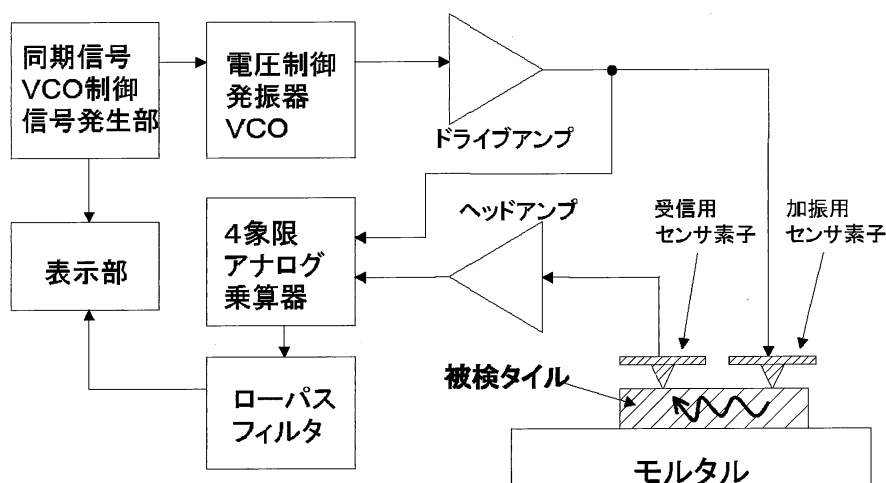 同期信号
VCO制御
信号発生部
電圧制御
発振器
VCO
ドライブアンプ
表示部
4象限
アナログ
乗算器
ヘッドアンプ
受信用
センサ素子
加振用
センサ素子
ローパス
フィルタ
被検タイル
モルタル